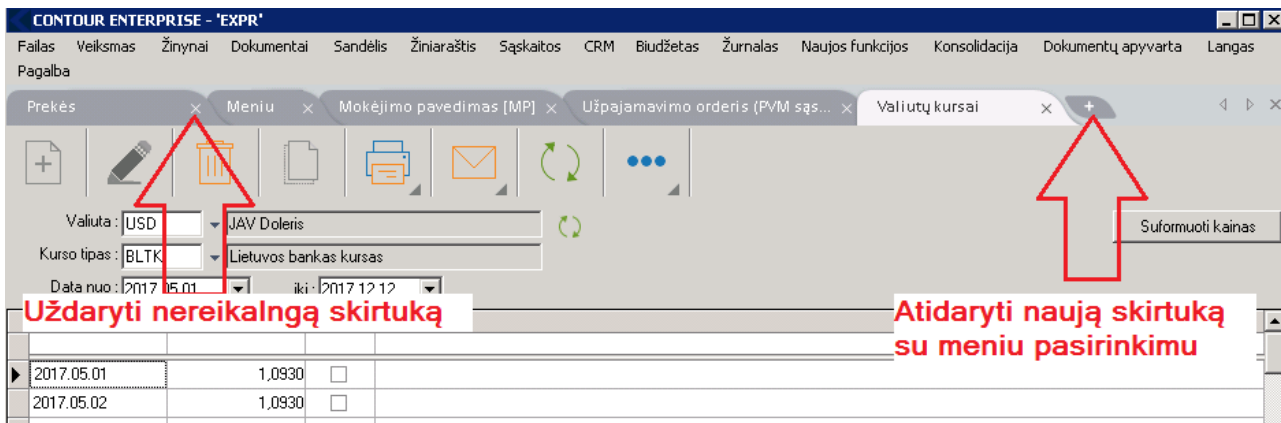 CONTOUR ENTERPRISE - 'EXPR'
Failas Veiksmas Žinynai Dokumentai Sandėlis Žiniaraštis Sąskaitos CRM Biudžetas Žurnalas Naujos funkcijos Konsolidacija Dokumentų apyvarta Langas
Pagalba
Prekės Meniu Mokėjimo pavedimas [MP] Užpajamavimo orderis (PVM sąs... Valiutų kursai
Valiuta : USD JAV Doleris
Suformuoti kainas
Kurso tipas : BLTK Lietuvos bankas kursas
Data nuo : 2017.05.01 iki : 2017.12.12
Uždaryti nereikalngą skirtuką
Atidaryti naują skirtuką
su meniu pasirinkimu
2017.05.01 1,0930
2017.05.02 1,0930